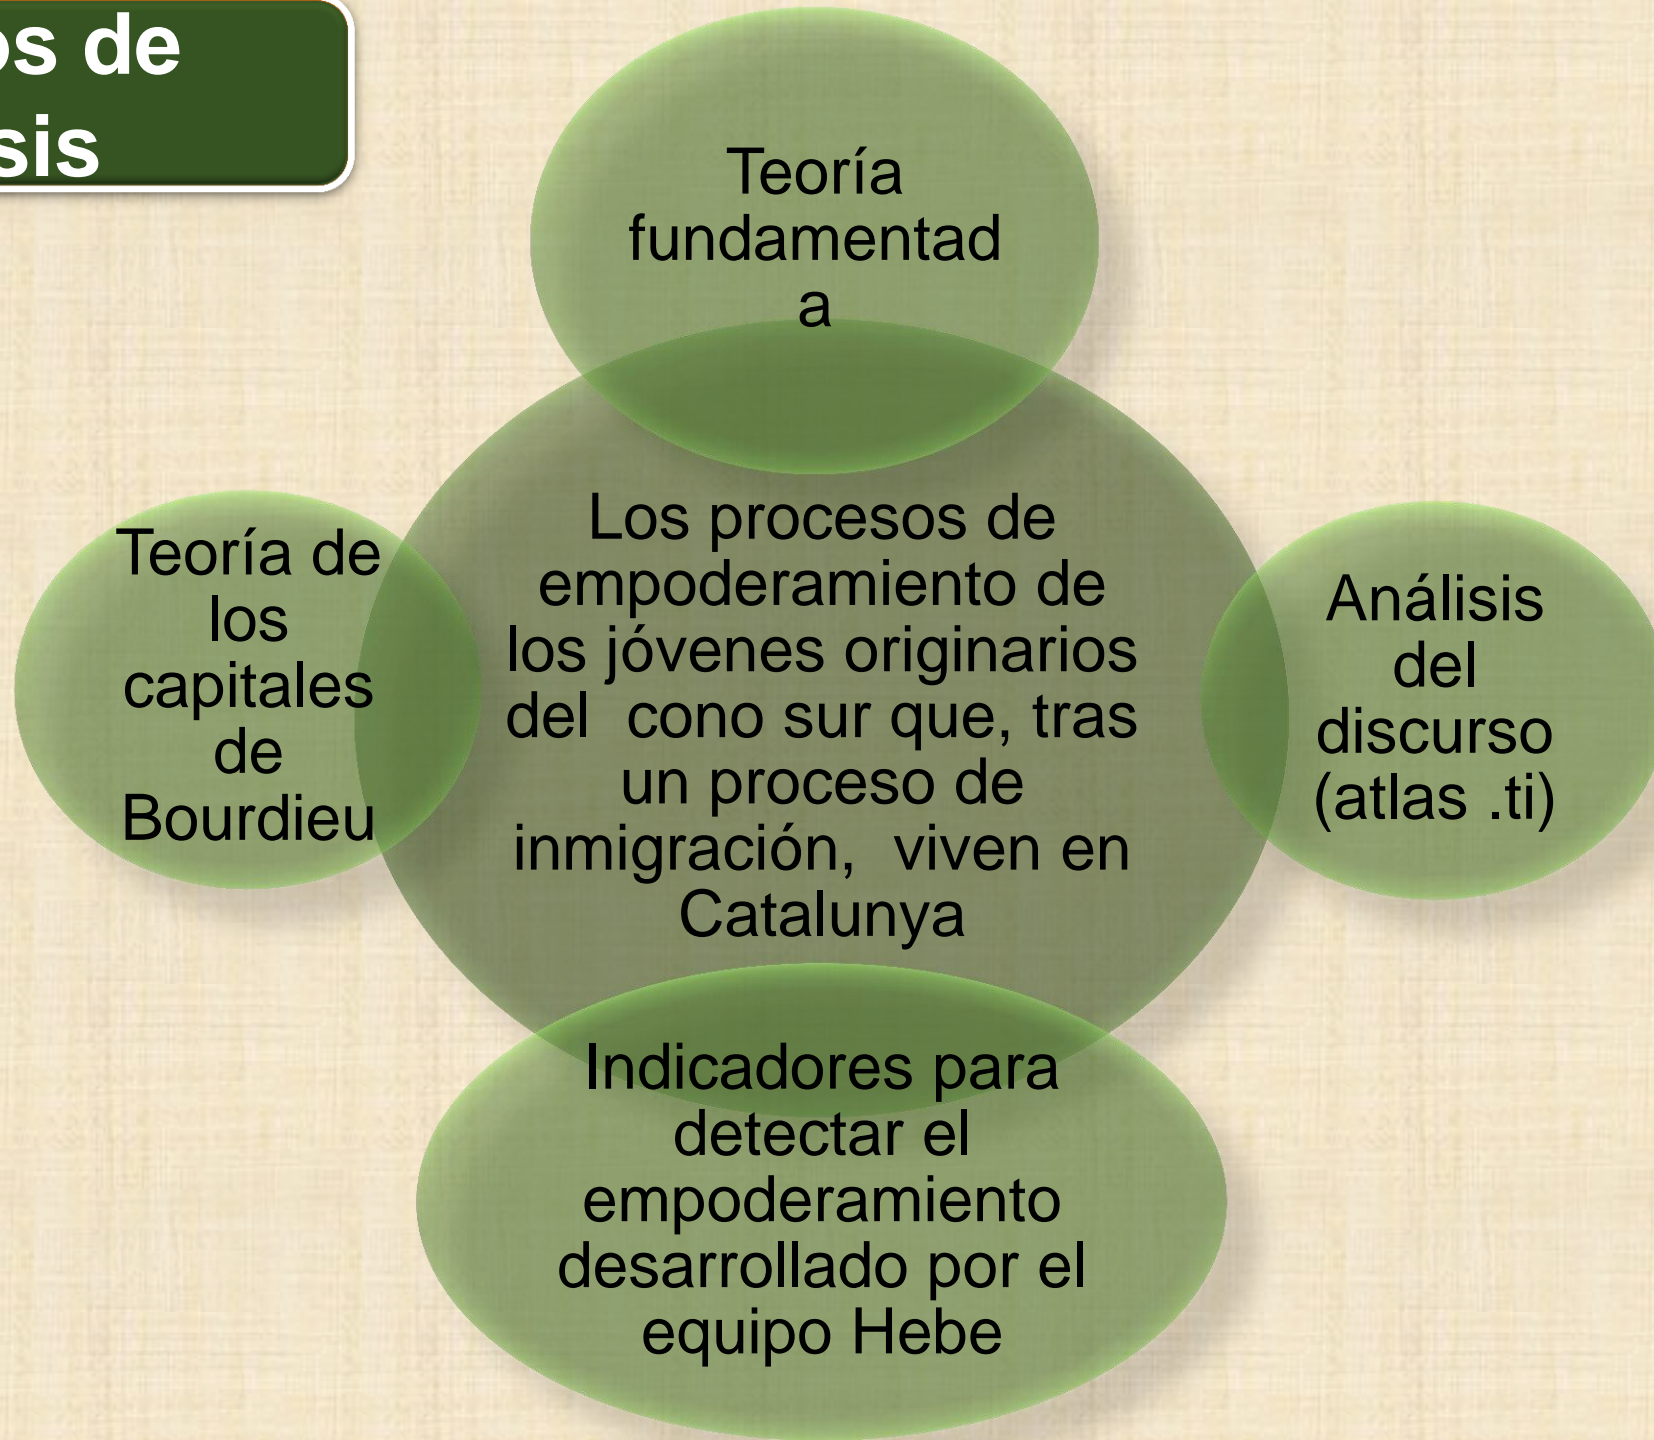 os de
sis
Teoría
fundamentad
a
Teoría de
los
capitales
de
Bourdieu
Los procesos de
empoderamiento de
los jóvenes originarios
del  cono sur que, tras
un proceso de
inmigración,  viven en
Catalunya
Análisis
del
discurso
(atlas .ti)
Indicadores para
detectar el
empoderamiento
desarrollado por el
equipo Hebe